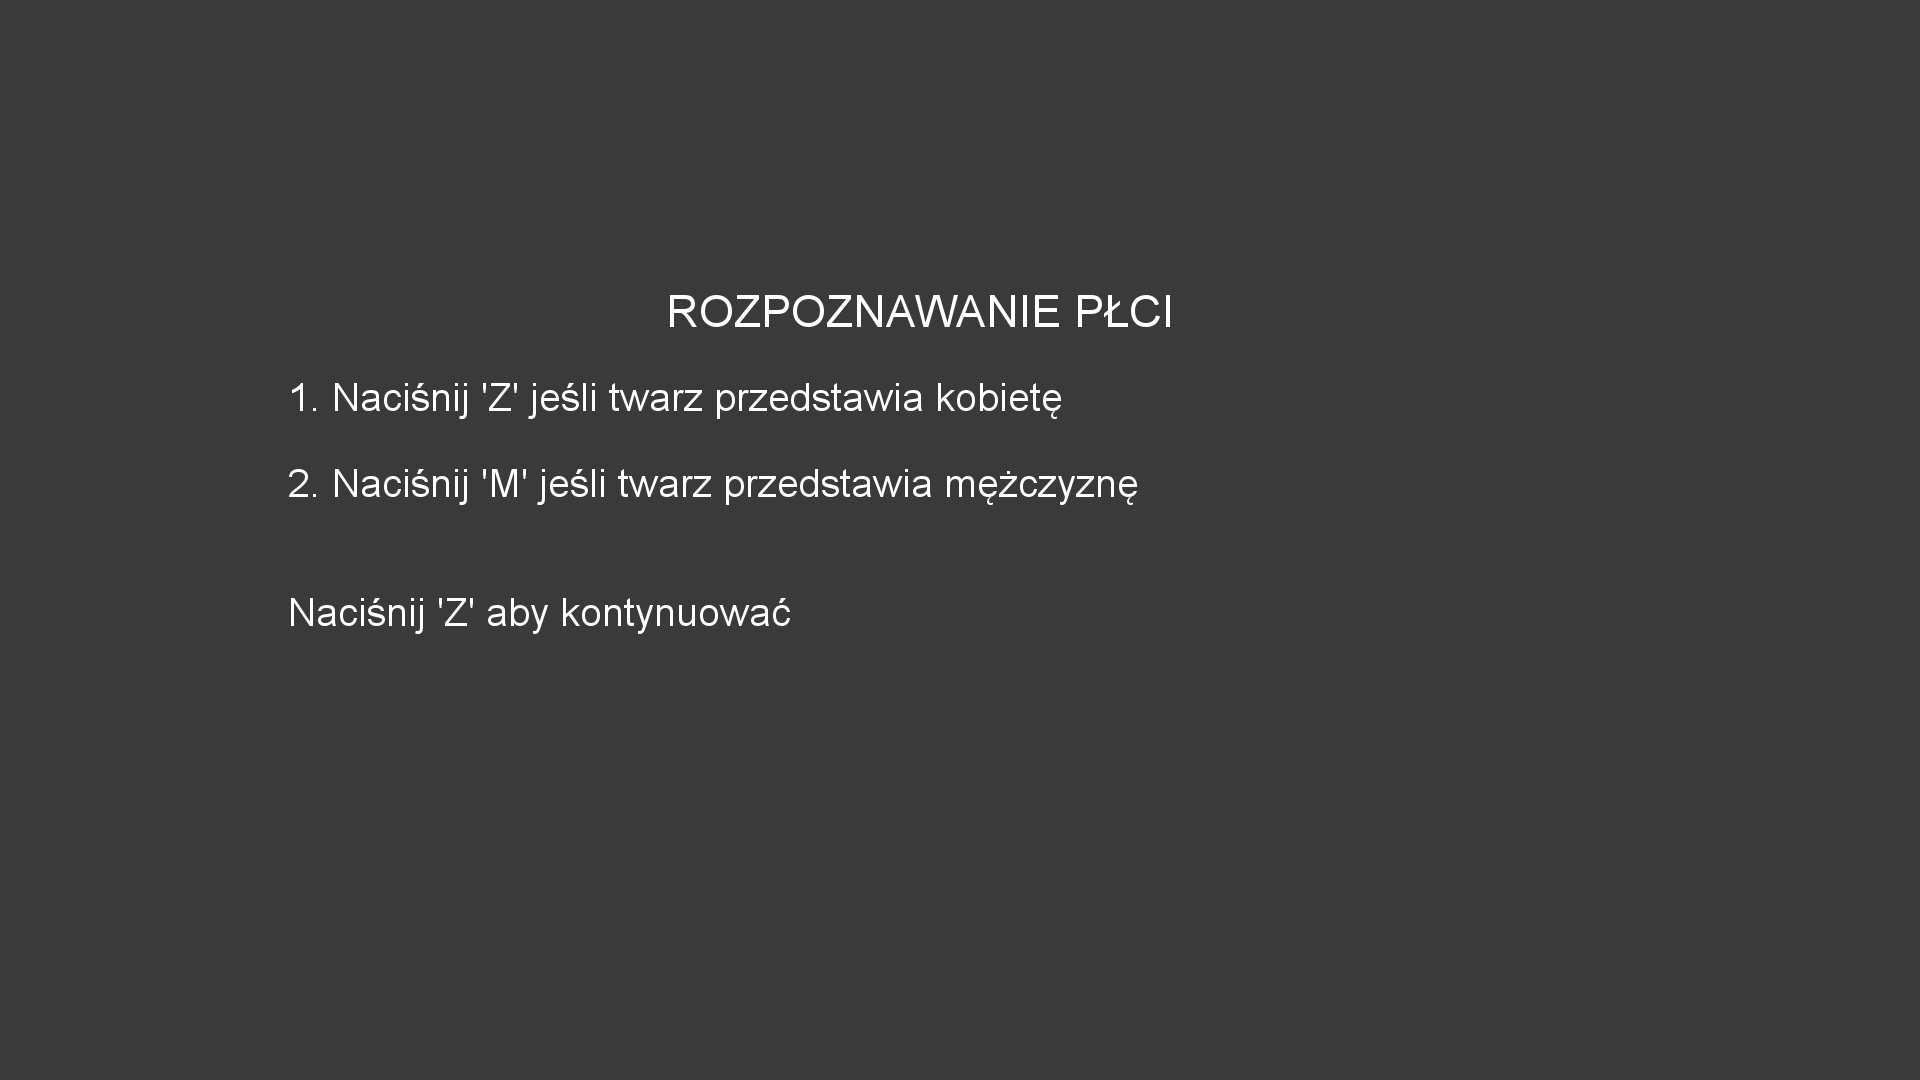 ROZPOZNAWANIE PŁCI
1. Naciśnij 'Z' jeśli twarz przedstawia kobietę
2. Naciśnij 'M' jeśli twarz przedstawia mężczyznę
Naciśnij 'Z' aby kontynuować